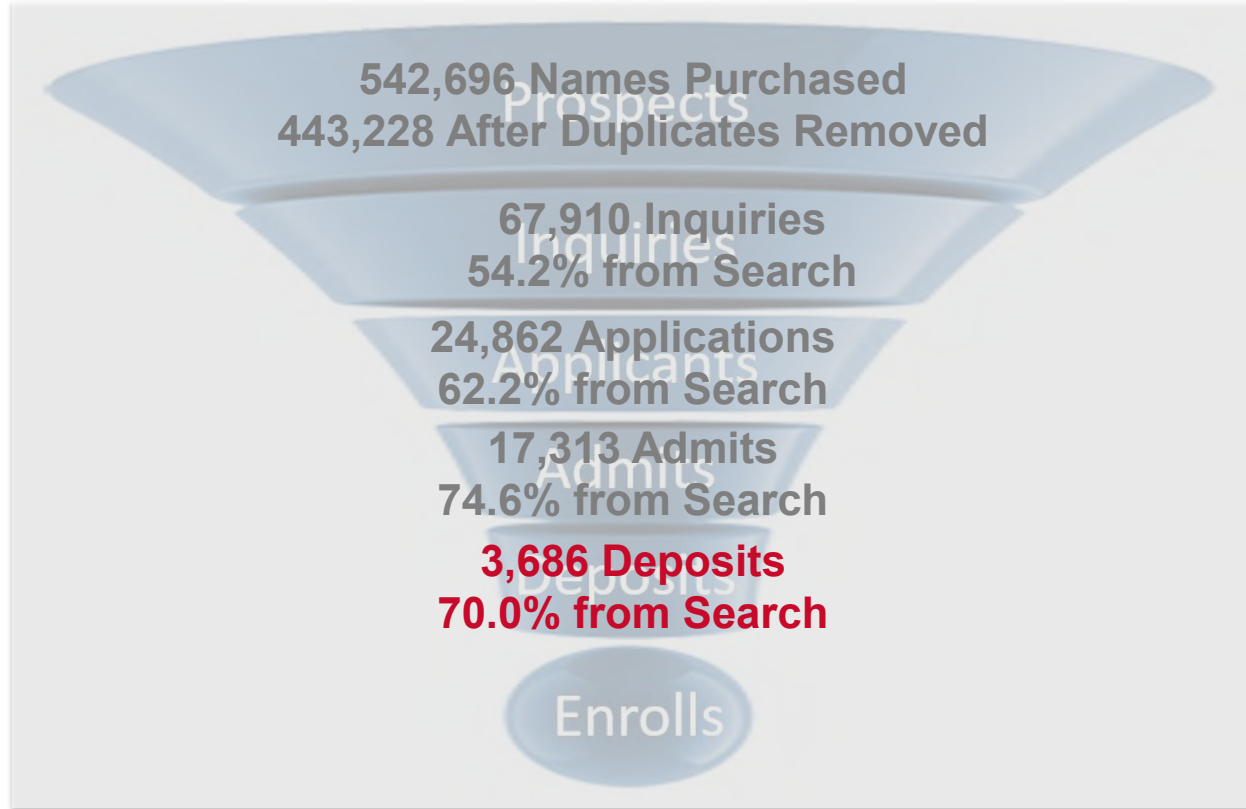 542,696 Names Purchased
Prospects
443,228 After Duplicates Removed
67,910 Inquiries
Inquiries
54.2% from Search
24,862 Applications
Applicants
62.2% from Search
17,313 Admits
Admits
74.6% from Search
3,686 Deposits
Deposits
70.0% from Search
Enrolls